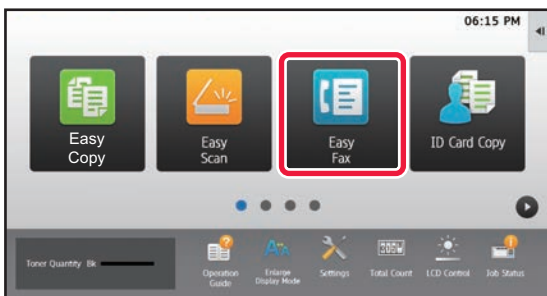 06:15 PM
Easy
Copy
Easy
Scan
Easy
Fax
ID Card Copy
Toner Quantity Bk
Operation
Guide
Enlarge
Display Mode
Settings
Total Count
LCD Control
Job Status